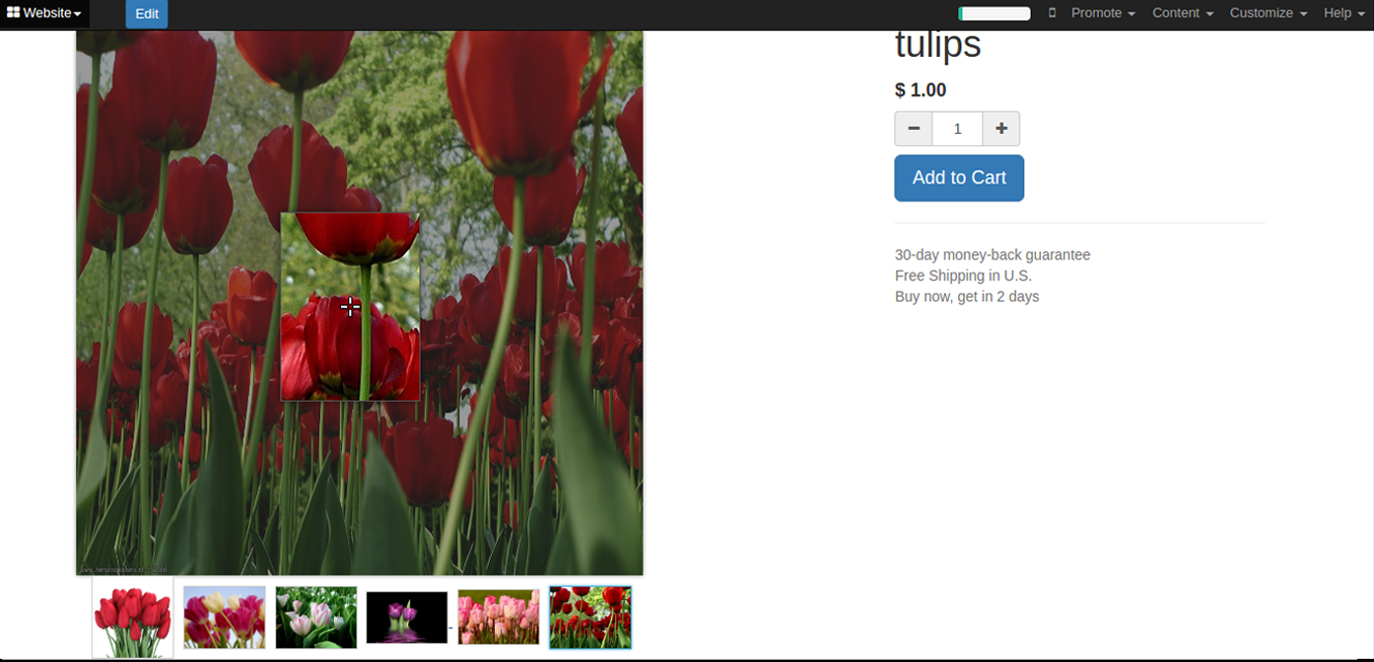 Website
Edit
Promote
Content
Customize
Help
tulips
$ 1.00
1
Add to Cart
30-day money-back guarantee
Free Shipping in U.S.
Buy now, get in 2 days